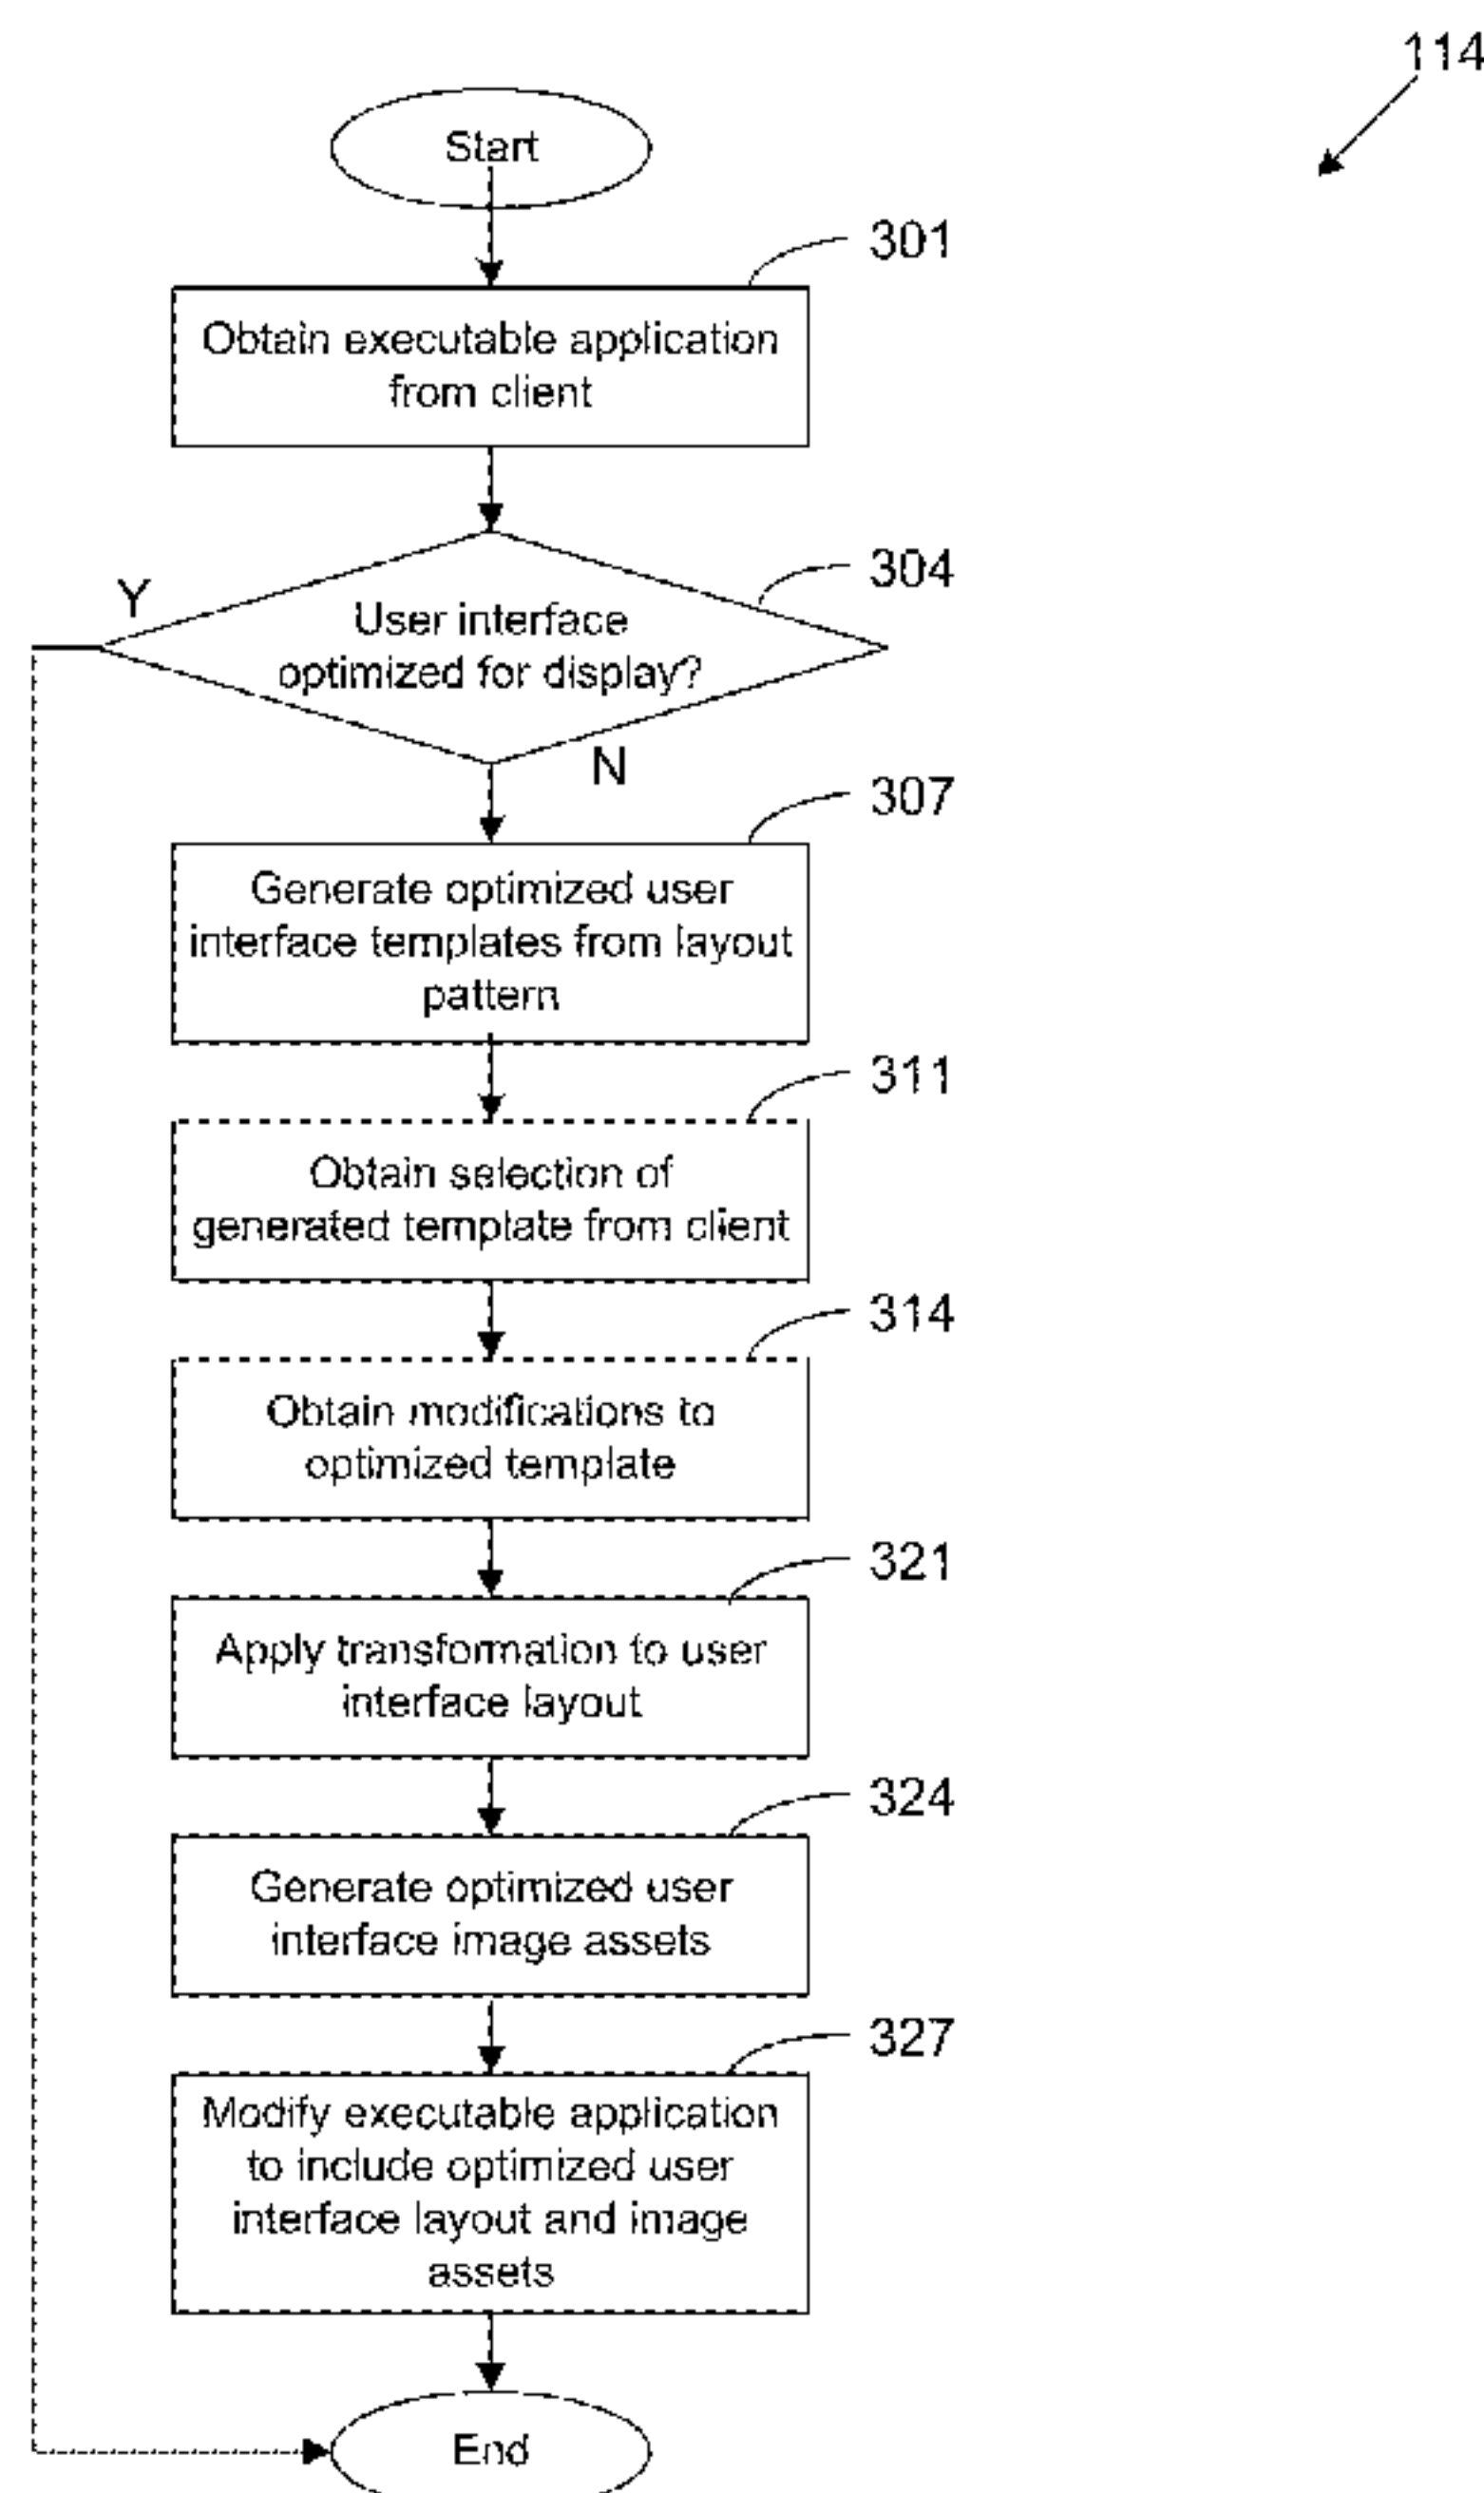 114
Start
301
Obtain executable application
from client
304
Y
User interface
optimized for display?
N
307
Generate optimized user
interface templates from layout
pattern
311
Obtain selection of
generated template from client
314
Obtain modifications to
optimized template
321
Apply transformation to user
interface layout
324
Generate optimized user
interface image assets
327
Modify executable application
to include optimized user
interface layout and image
assets
End